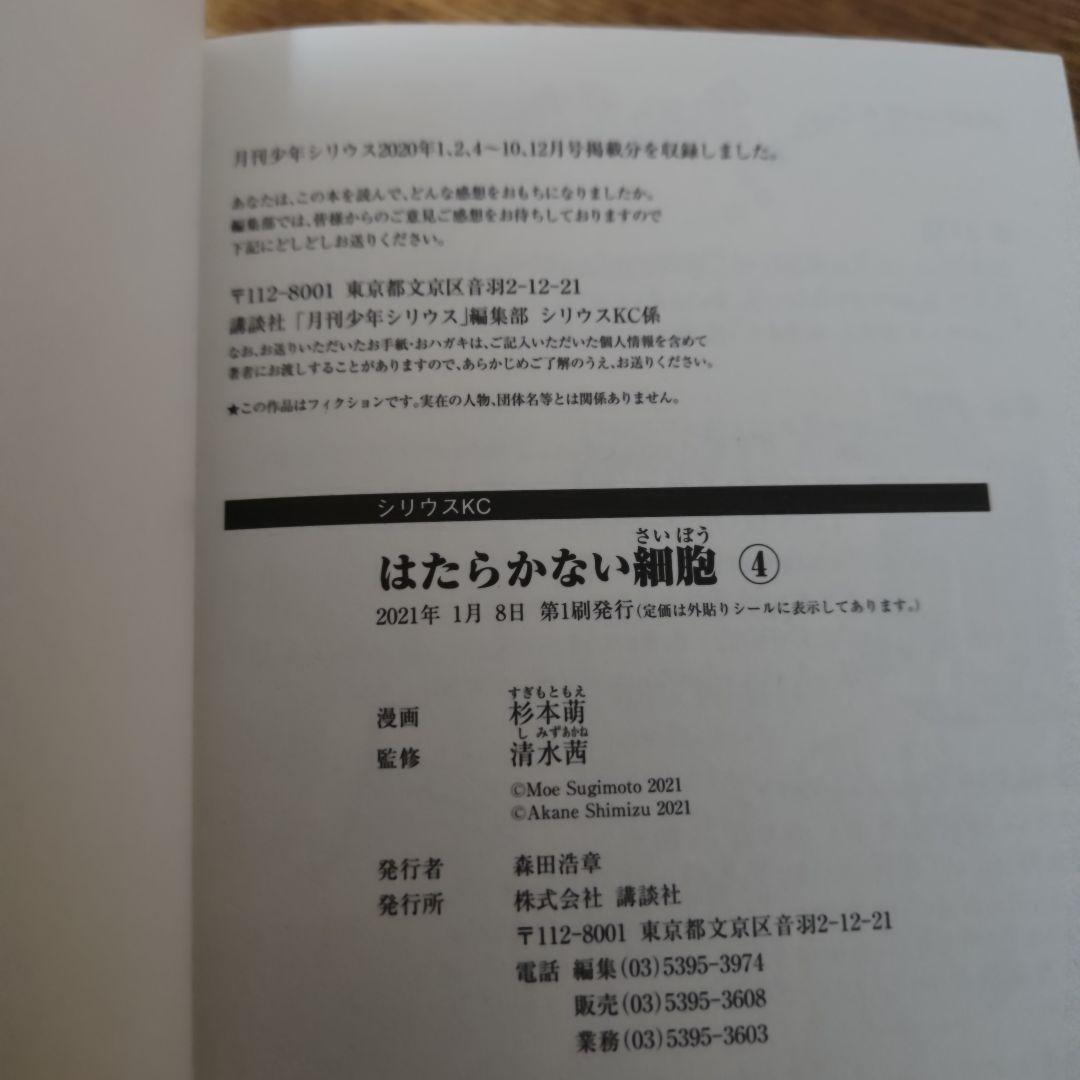 月刊少年シリウス2020年1、2、4〜10、12月号掲載分を収録しました。
あなたは、この本を読んで、どんな感想をおもちになりましたか。
編集部では、皆様からのご意見ご感想をお待ちしておりますので
下記にどしどしお送りください。
〒112-8001 東京都文京区音羽2-12-21
講談社「月刊少年シリウス」編集部 シリウスKC係
なお、お送りいただいたお手紙・おハガキは、ご記入いただいた個人情報を含めて
著者にお渡しすることがありますので、あらかじめご了解のうえ、お送りください。
★この作品はフィクションです。実在の人物、団体名等とは関係ありません。
シリウスKC
さいぼう
はたらかない細胞 ④
2021年 1月 8日 第1刷発行(定価は外貼りシールに表示してあります。)
すぎもともえ
漫画 杉本萌
しみずあかね
監修 清水茜
©Moe Sugimoto 2021
©Akane Shimizu 2021
発行者 森田浩章
発行所 株式会社 講談社
〒112-8001 東京都文京区音羽2-12-21
電話 編集(03)5395-3974
販売(03)5395-3608
業務(03)5395-3603